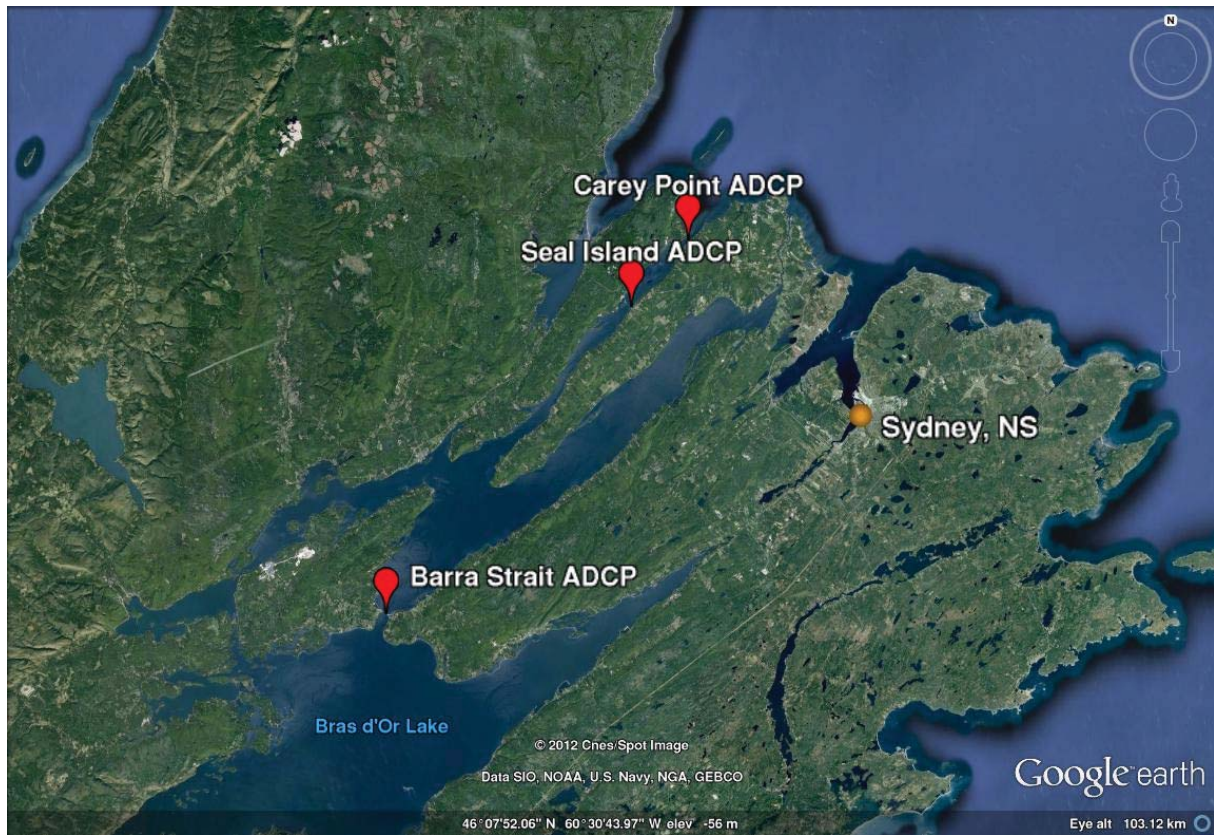 N
Carey Point ADCP
Seal Island ADCP
Sydney, NS
Barra Strait ADCP
Bras d'Or Lake
© 2012 Cnes/Spot Image
Data SIO, NOAA, U.S. Navy, NGA, GEBCO
Google earth
46°07'52.06" N 60°30'43.97" W elev -56 m
Eye alt 103.12 km